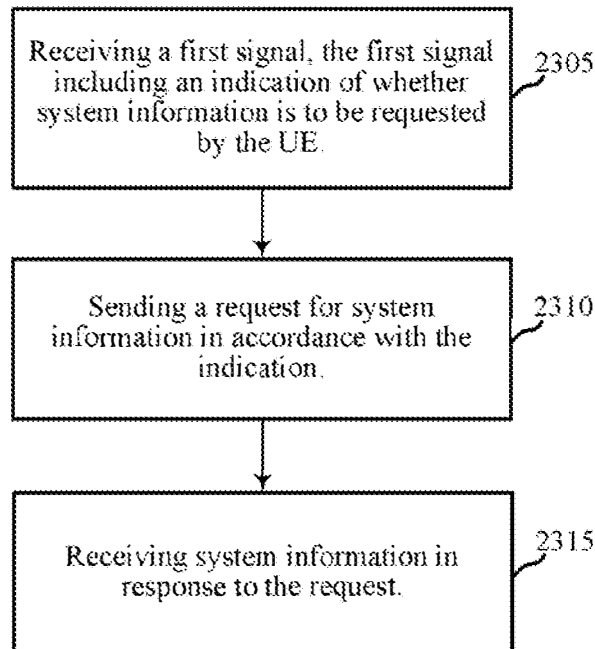 Receiving a first signal, the first signal
including an indication of whether
system information is to be requested
by the UE.
2305
Sending a request for system
information in accordance with the
indication.
2310
Receiving system information in
response to the request.
2315